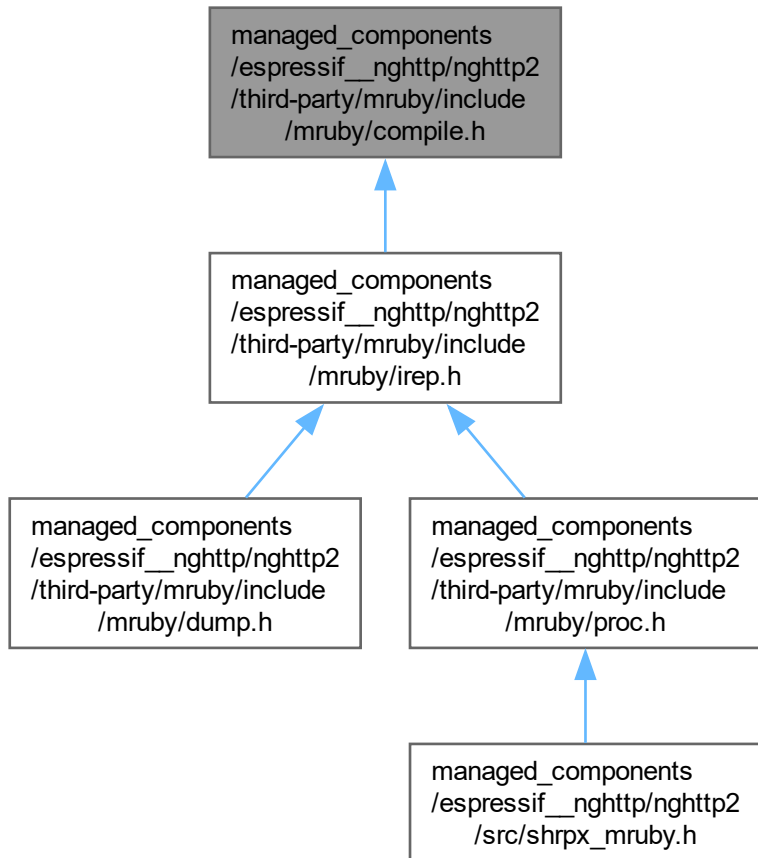 managed_components
/espressif__nghttp/nghttp2
/third-party/mruby/include
/mruby/compile.h
managed_components
/espressif__nghttp/nghttp2
/third-party/mruby/include
/mruby/irep.h
managed_components
/espressif__nghttp/nghttp2
/third-party/mruby/include
/mruby/dump.h
managed_components
/espressif__nghttp/nghttp2
/third-party/mruby/include
/mruby/proc.h
managed_components
/espressif__nghttp/nghttp2
/src/shrpx_mruby.h